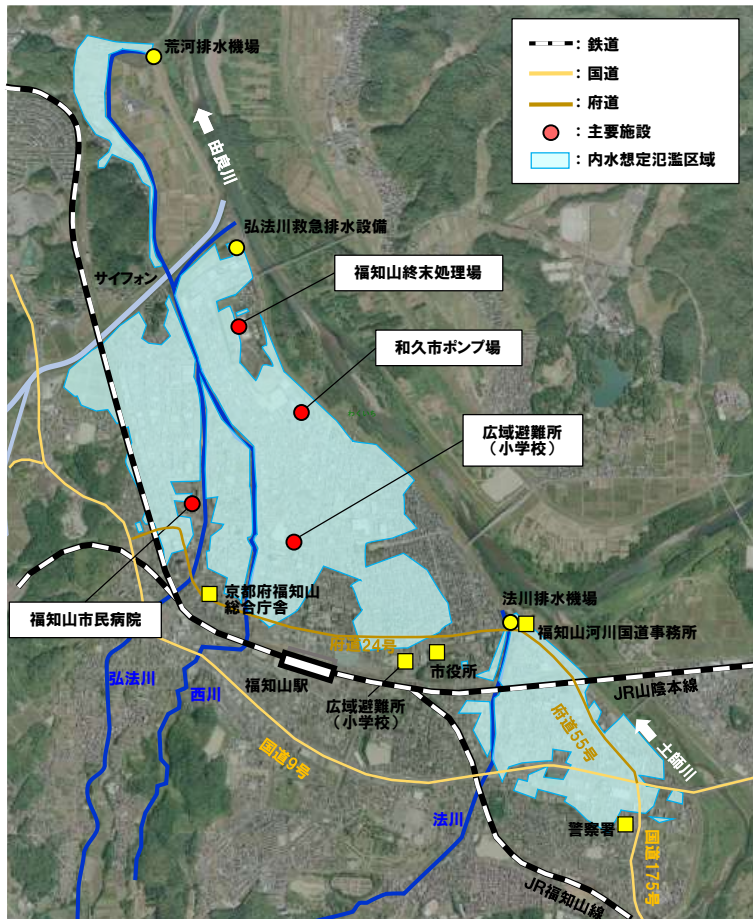 荒河排水機場
：鉄道
：国道
：府道
：主要施設
：内水想定氾濫区域
由良川
弘法川救急排水設備
サイフォン
福知山終末処理場
和久市ポンプ場
広域避難所
（小学校）
福知山市民病院
京都府福知山
総合庁舎
法川排水機場
福知山河川国道事務所
府道24号
市役所
福知山駅
広域避難所
（小学校）
JR山陰本線
弘法川
西川
国道9号
府道55号
土師川
法川
警察署
国道175号
JR福知山線